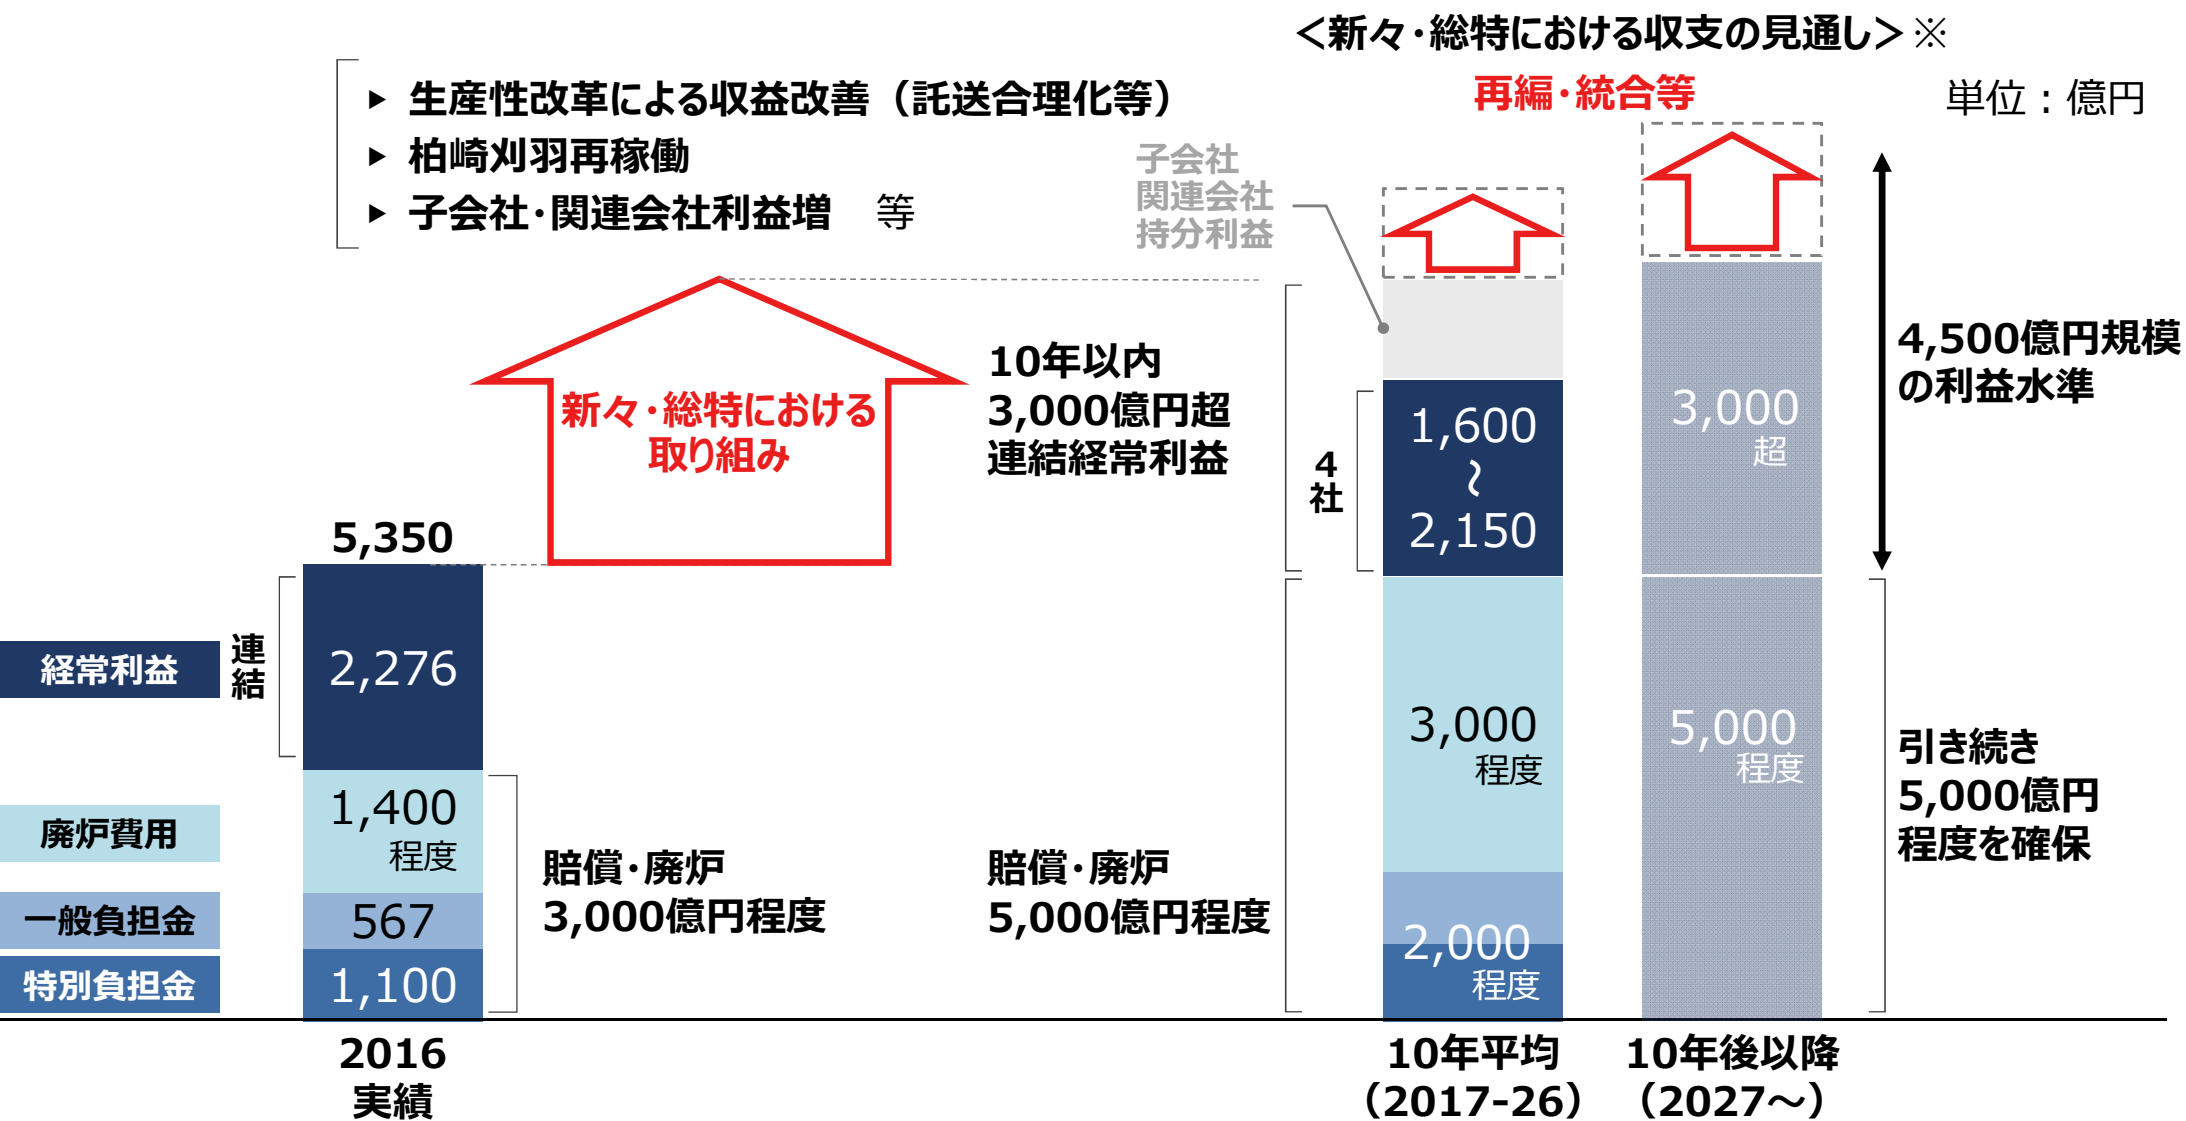 ＜新々・総特における収支の見通し＞※
単位：億円
▶ 生産性改革による収益改善（託送合理化等）
▶ 柏崎刈羽再稼働
▶ 子会社・関連会社利益増　等
再編・統合等
子会社
関連会社
持分利益
新々・総特における
取り組み
10年以内
3,000億円超
連結経常利益
4
社
1,600
～
2,150
3,000
超
4,500億円規模
の利益水準
5,350
経常利益
連
結
2,276
廃炉費用
1,400
程度
一般負担金
567
特別負担金
1,100
賠償・廃炉
3,000億円程度
賠償・廃炉
5,000億円程度
3,000
程度
2,000
程度
5,000
程度
引き続き
5,000億円
程度を確保
2016
実績
10年平均
（2017-26）
10年後以降
（2027～）